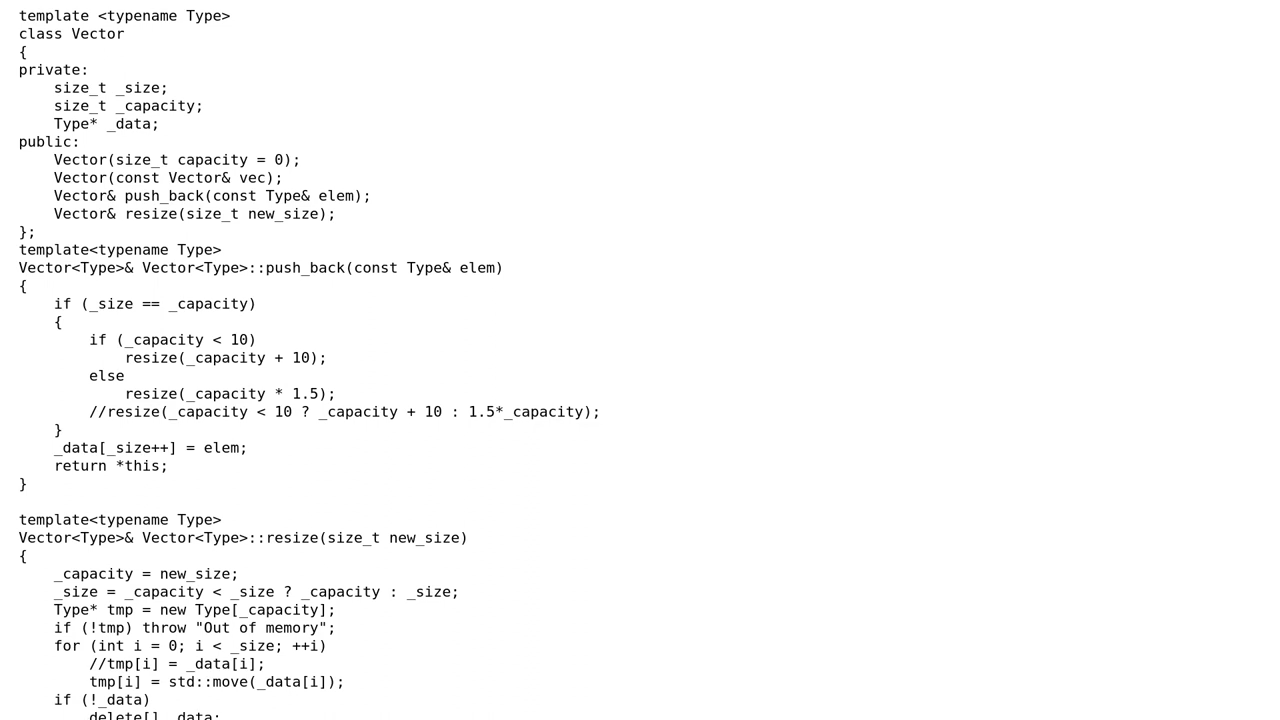 template <typename Type>
class Vector
{
private:
    size_t _size;
    size_t _capacity;
    Type* _data;
public:
    Vector(size_t capacity = 0);
    Vector(const Vector& vec);
    Vector& push_back(const Type& elem);
    Vector& resize(size_t new_size);
};
template<typename Type>
Vector<Type>& Vector<Type>::push_back(const Type& elem)
{
    if (_size == _capacity)
    {
        if (_capacity < 10)
            resize(_capacity + 10);
        else
            resize(_capacity * 1.5);
        //resize(_capacity < 10 ? _capacity + 10 : 1.5*_capacity);
    }
    _data[_size++] = elem;
    return *this;
}

template<typename Type>
Vector<Type>& Vector<Type>::resize(size_t new_size)
{
    _capacity = new_size;
    _size = _capacity < _size ? _capacity : _size;
    Type* tmp = new Type[_capacity];
    if (!tmp) throw "Out of memory";
    for (int i = 0; i < _size; ++i)
        //tmp[i] = _data[i];
        tmp[i] = std::move(_data[i]);
    if (!_data)
        delete[] _data;